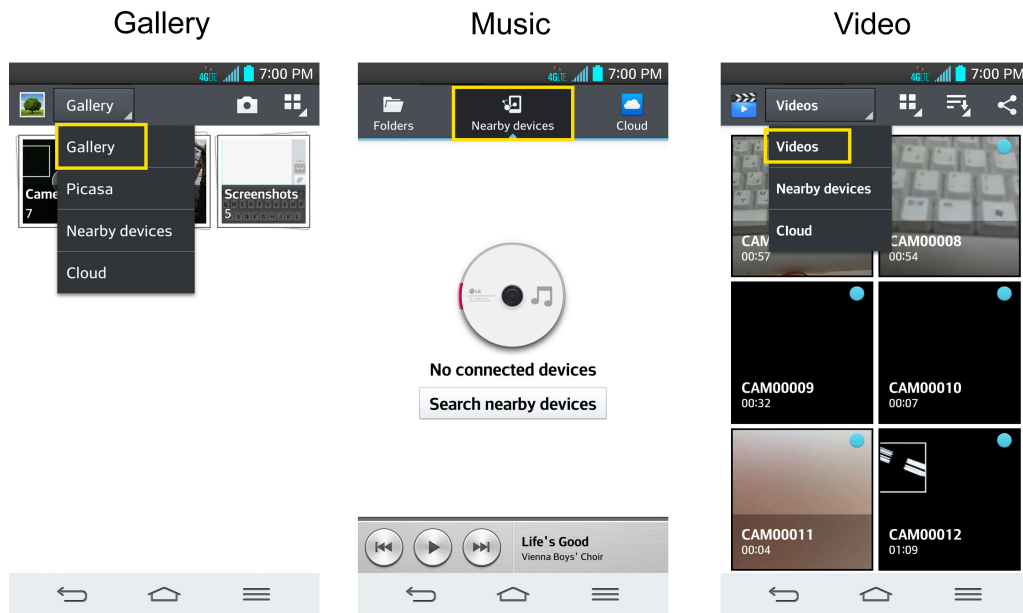 Gallery
Music
Video
4G LTE 7:00 PM
Gallery
Gallery
Picasa
Nearby devices
Cloud
Came
7
Screenshots
5
4G LTE 7:00 PM
Folders
Nearby devices
Cloud
LG
No connected devices
Search nearby devices
Life's Good
Vienna Boys' Choir
4G LTE 7:00 PM
Videos
Videos
Nearby devices
Cloud
CAM
00:57
CAM00008
00:54
CAM00009
00:32
CAM00010
00:07
CAM00011
00:04
CAM00012
01:09